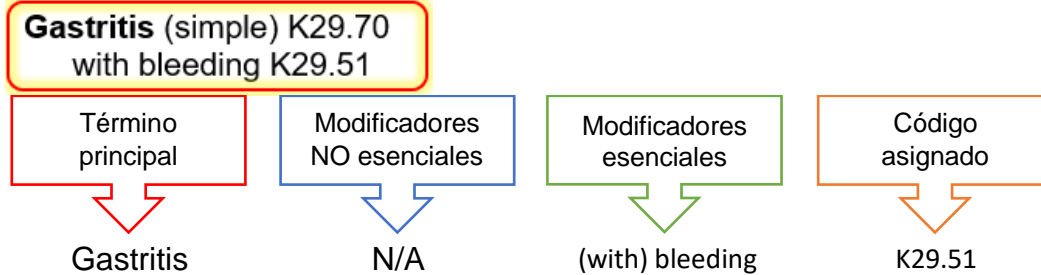 Gastritis (simple) K29.70
with bleeding K29.51
Término
principal
Modificadores
NO esenciales
Modificadores
esenciales
Código
asignado
Gastritis
N/A
(with) bleeding
K29.51